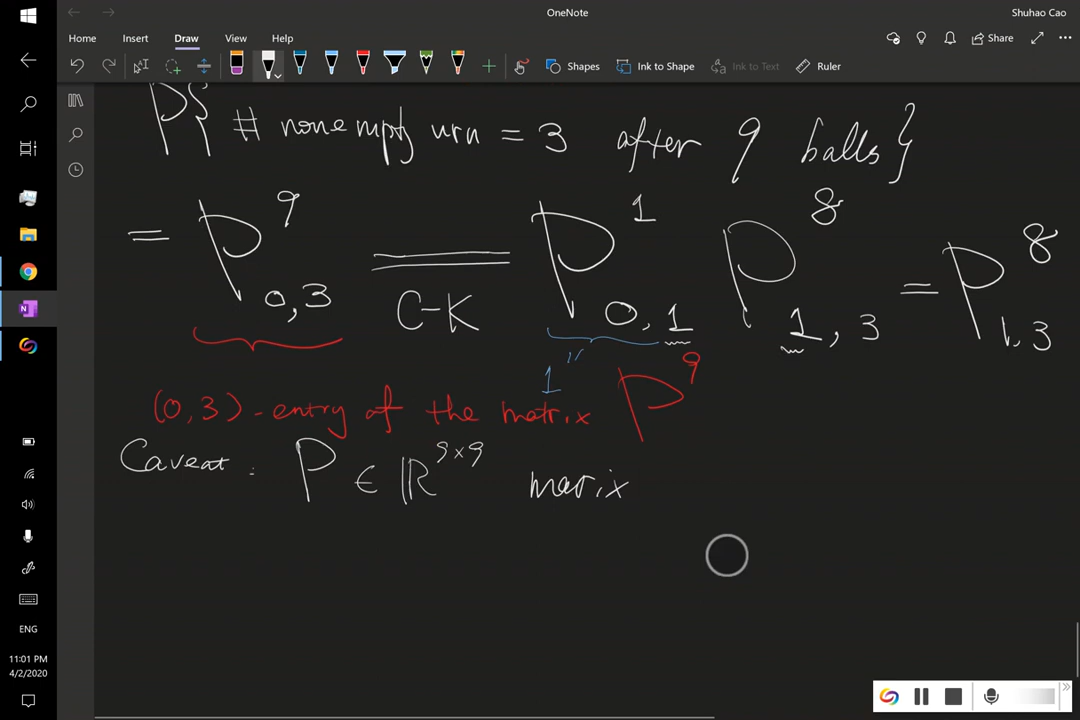 OneNote
Shuhao Cao
Home Insert Draw View Help
Share
Shapes Ink to Shape Ink to Text Ruler
P{ # nonempty urn = 3 after 9 balls}
= P^9_{0,3} = P^1_{0,1} P^8_{1,3} = P^8_{1,3}
C-K
1
(0,3)-entry of the matrix P^9
Caveat: P ∈ ℝ^{9×9} matrix
ENG
11:01 PM
4/2/2020